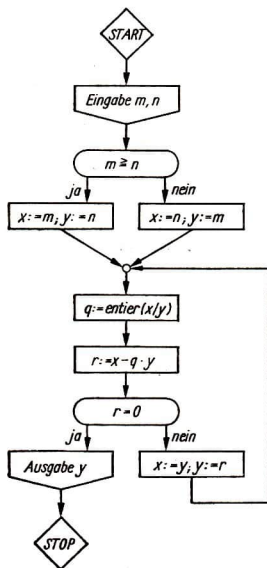 START
Eingabe m, n
m ≧ n
ja nein
x:=m; y:=n x:=n; y:=m
q:=entier(x/y)
r:=x-q·y
r=0
ja nein
Ausgabe y x:=y; y:=r
STOP